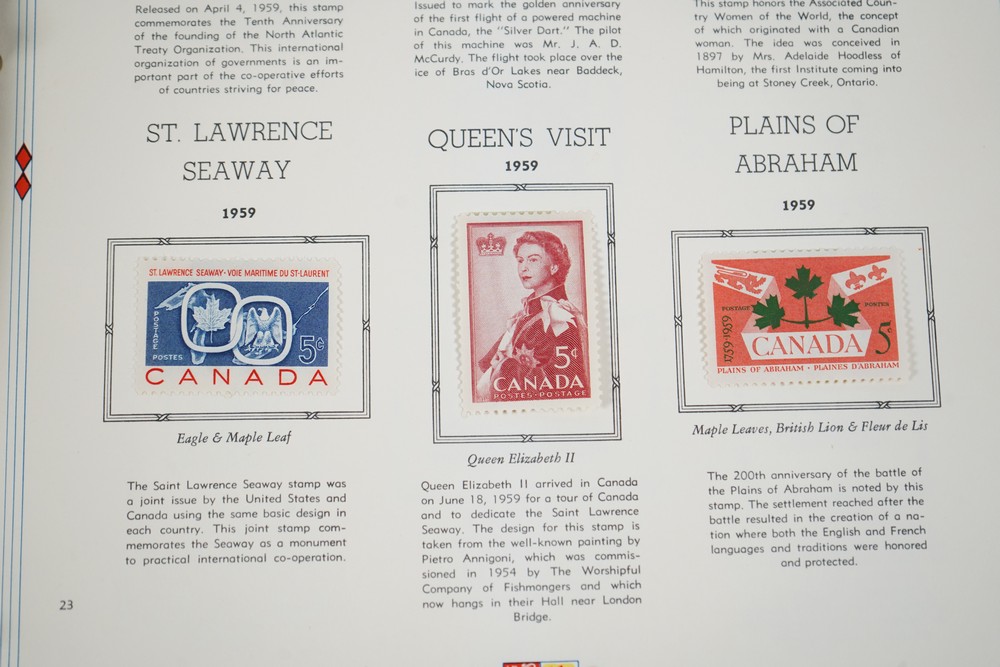 Released on April 4, 1959, this stamp
commemorates the Tenth Anniversary
of the founding of the North Atlantic
Treaty Organization. This international
organization of governments is an im-
portant part of the co-operative efforts
of countries striving for peace.
Issued to mark the golden anniversary
of the first flight of a powered machine
in Canada, the "Silver Dart." The pilot
of this machine was Mr. J. A. D.
McCurdy. The flight took place over the
ice of Bras d'Or Lakes near Baddeck,
Nova Scotia.
This stamp honors the Associated Coun-
try Women of the World, the concept
of which originated with a Canadian
woman. The idea was conceived in
1897 by Mrs. Adelaide Hoodless of
Hamilton, the first Institute coming into
being at Stoney Creek, Ontario.
ST. LAWRENCE
SEAWAY
1959
ST. LAWRENCE SEAWAY · VOIE MARITIME DU ST-LAURENT
POSTAGE
POSTES
5¢
CANADA
Eagle & Maple Leaf
The Saint Lawrence Seaway stamp was
a joint issue by the United States and
Canada using the same basic design in
each country. This joint stamp com-
memorates the Seaway as a monument
to practical international co-operation.
QUEEN'S VISIT
1959
5¢
CANADA
POSTES-POSTAGE
Queen Elizabeth II
Queen Elizabeth II arrived in Canada
on June 18, 1959 for a tour of Canada
and to dedicate the Saint Lawrence
Seaway. The design for this stamp is
taken from the well-known painting by
Pietro Annigoni, which was commis-
sioned in 1954 by The Worshipful
Company of Fishmongers and which
now hangs in their Hall near London
Bridge.
PLAINS OF
ABRAHAM
1959
POSTAGE
POSTES
1759-1959
CANADA
5¢
PLAINS OF ABRAHAM - PLAINES D'ABRAHAM
Maple Leaves, British Lion & Fleur de Lis
The 200th anniversary of the battle of
the Plains of Abraham is noted by this
stamp. The settlement reached after the
battle resulted in the creation of a na-
tion where both the English and French
languages and traditions were honored
and protected.
23